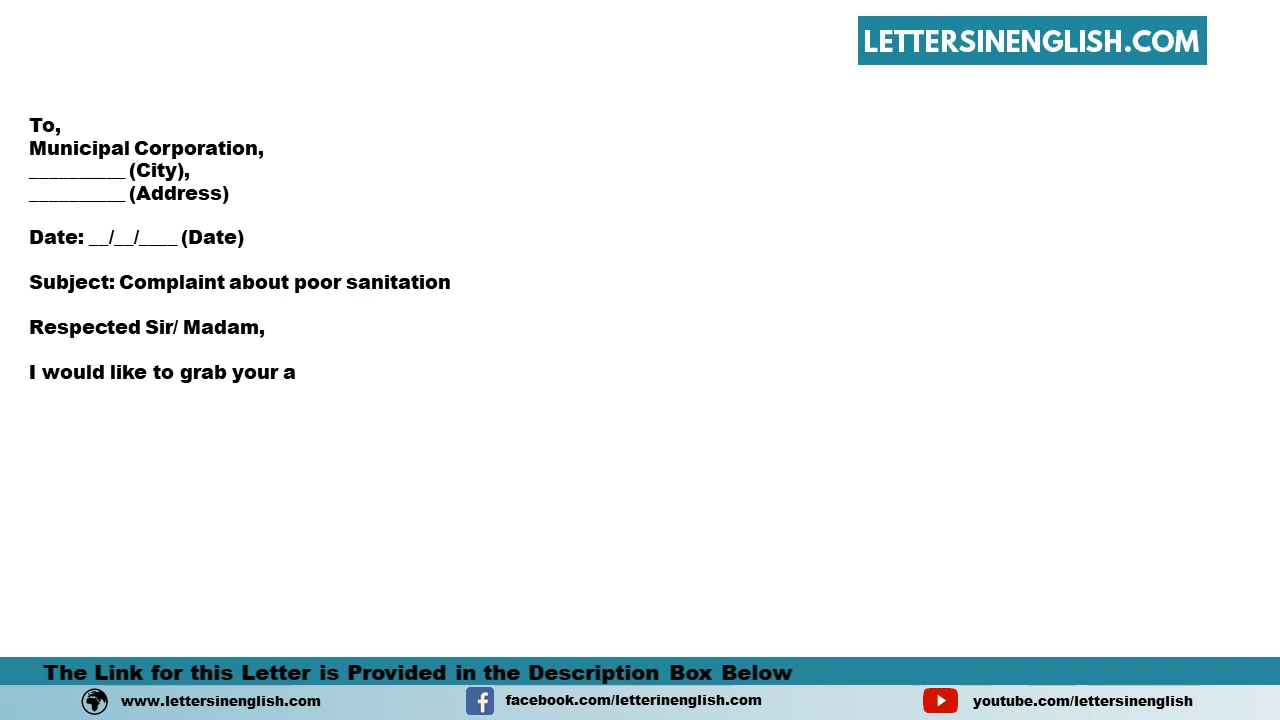 LETTERSINENGLISH.COM
To,
Municipal Corporation,
__________ (City),
__________ (Address)
Date: __/__/____ (Date)
Subject: Complaint about poor sanitation
Respected Sir/ Madam,
I would like to grab your a
The Link for this Letter is Provided in the Description Box Below
www.lettersinenglish.com
facebook.com/letterinenglish.com
youtube.com/lettersinenglish